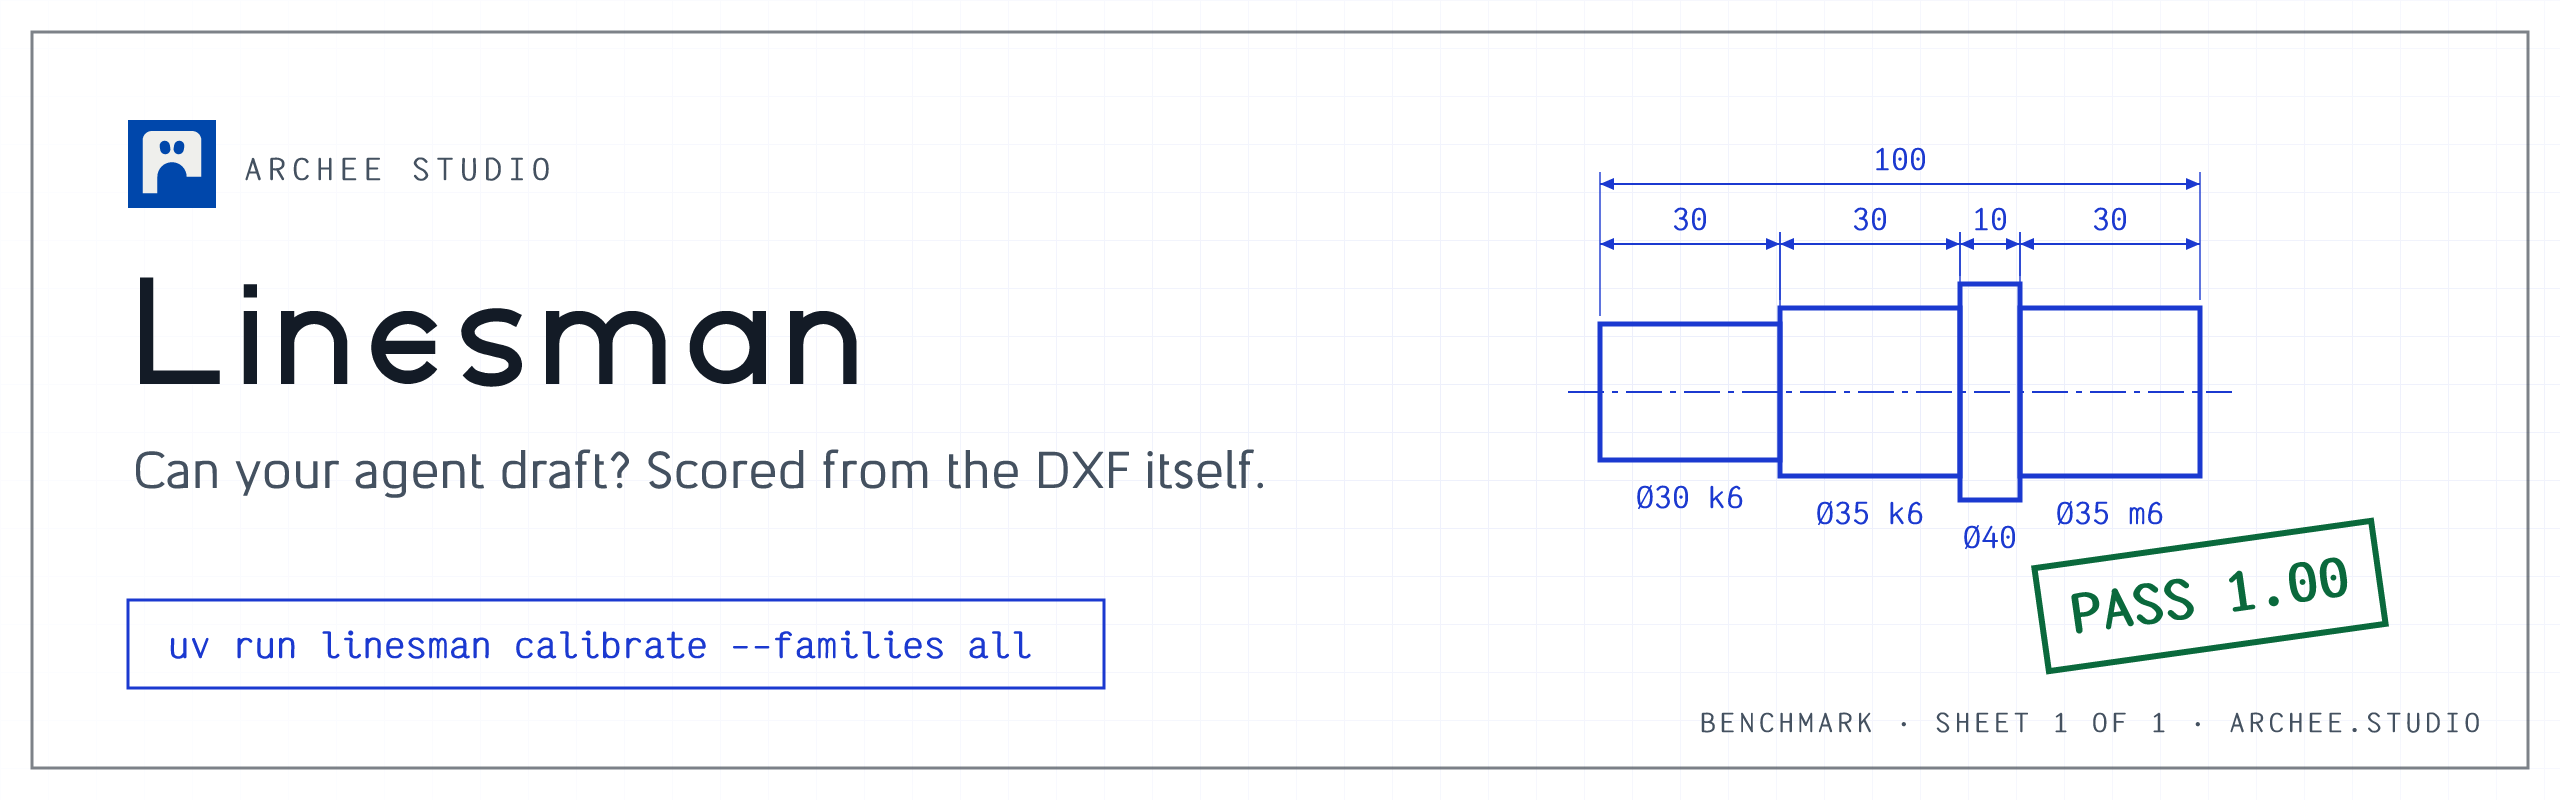 ARCHEE STUDIO
Linesman
Can your agent draft? Scored from the DXF itself.
uv run linesman calibrate --families all
100
30 30 10 30
Ø30 k6 Ø35 k6 Ø40 Ø35 m6
PASS 1.00
BENCHMARK · SHEET 1 OF 1 · ARCHEE.STUDIO